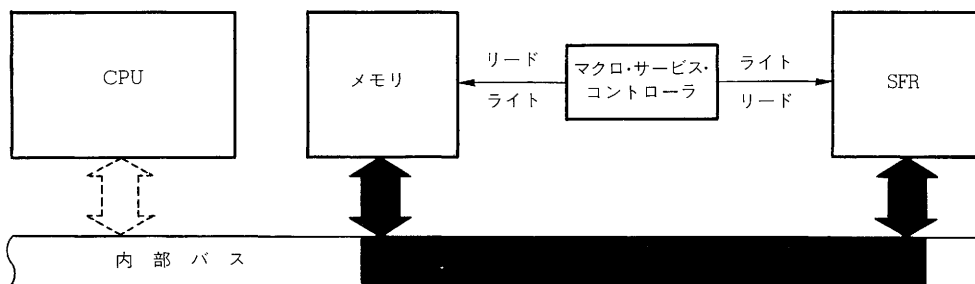 CPU
メモリ
リード
ライト
マクロ・サービス・
コントローラ
ライト
リード
SFR
内部バス